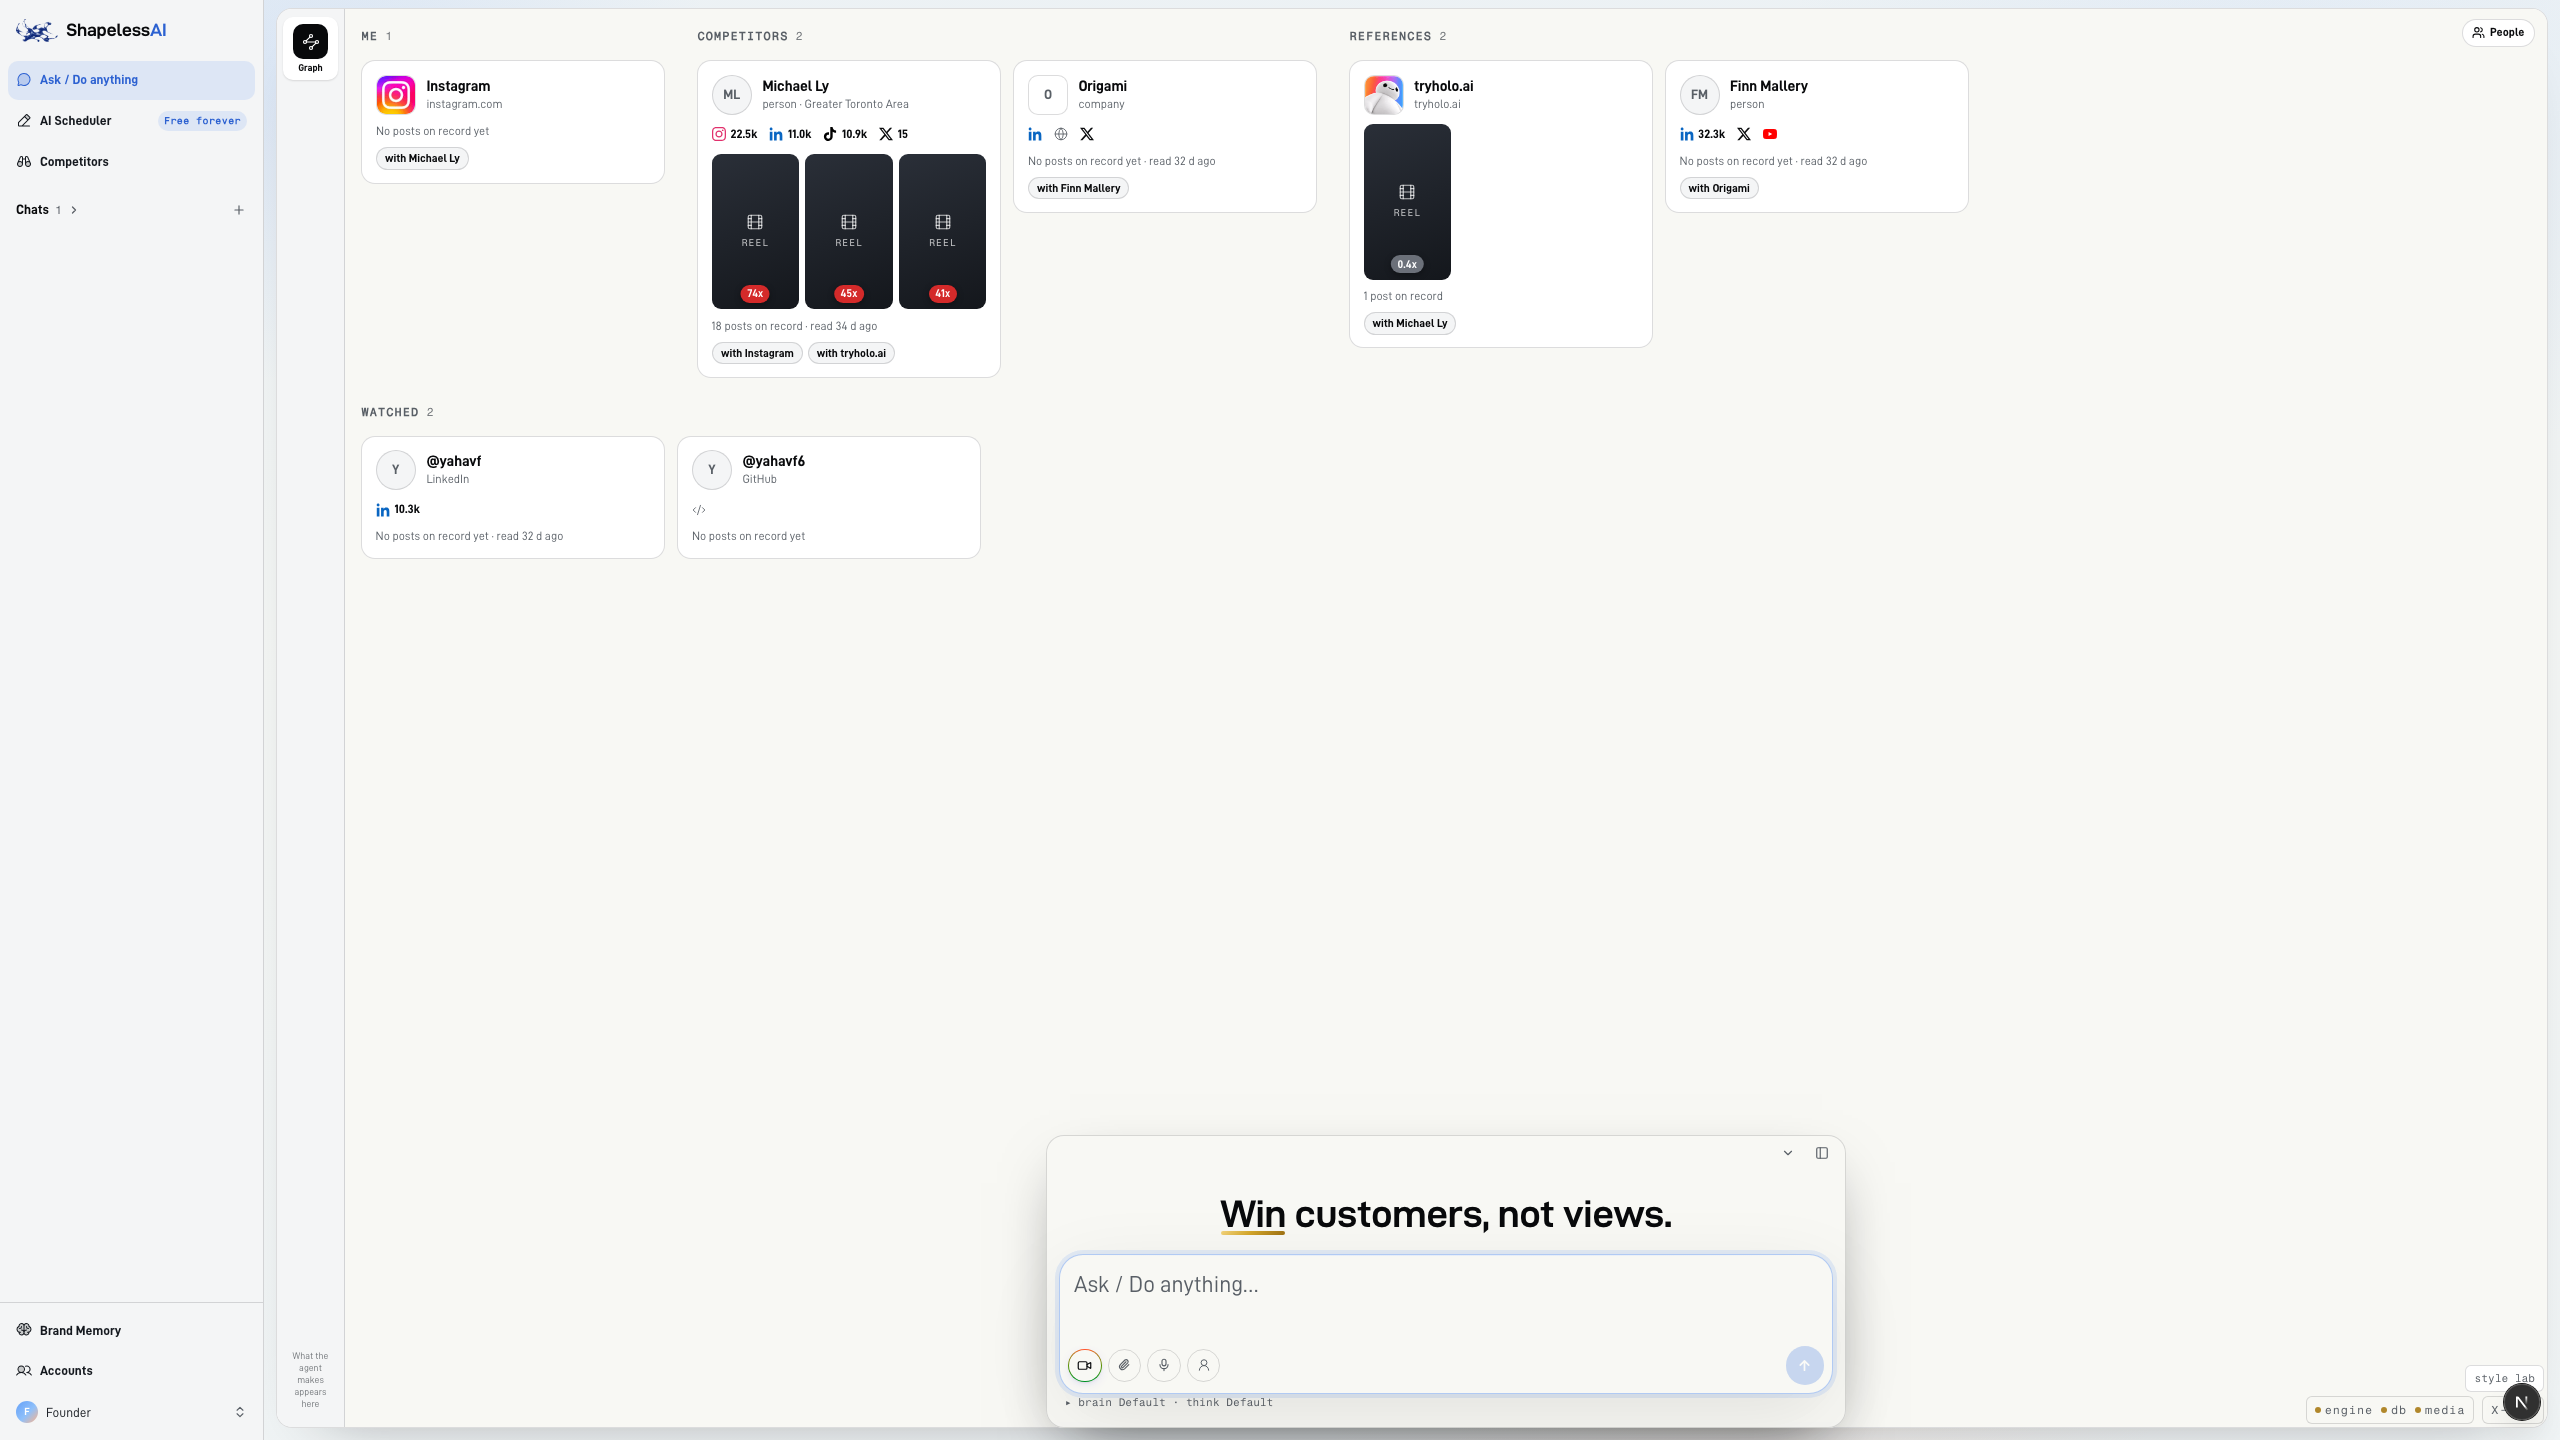 ShapelessAI
Ask / Do anything
AI Scheduler Free forever
Competitors
Chats 1
Brand Memory
Accounts
F Founder
Graph
What the
agent
makes
appears
here
ME 1
Instagram
instagram.com
No posts on record yet
with Michael Ly
COMPETITORS 2
ML
Michael Ly
person · Greater Toronto Area
22.5k 11.0k 10.9k 15
REEL REEL REEL
74x 45x 41x
18 posts on record · read 34 d ago
with Instagram with tryholo.ai
O
Origami
company
No posts on record yet · read 32 d ago
with Finn Mallery
REFERENCES 2
tryholo.ai
tryholo.ai
REEL
0.4x
1 post on record
with Michael Ly
FM
Finn Mallery
person
32.3k
No posts on record yet · read 32 d ago
with Origami
People
WATCHED 2
Y
@yahavf
LinkedIn
10.3k
No posts on record yet · read 32 d ago
Y
@yahavf6
GitHub
No posts on record yet
Win customers, not views.
Ask / Do anything...
brain Default · think Default
style lab
engine db media
N